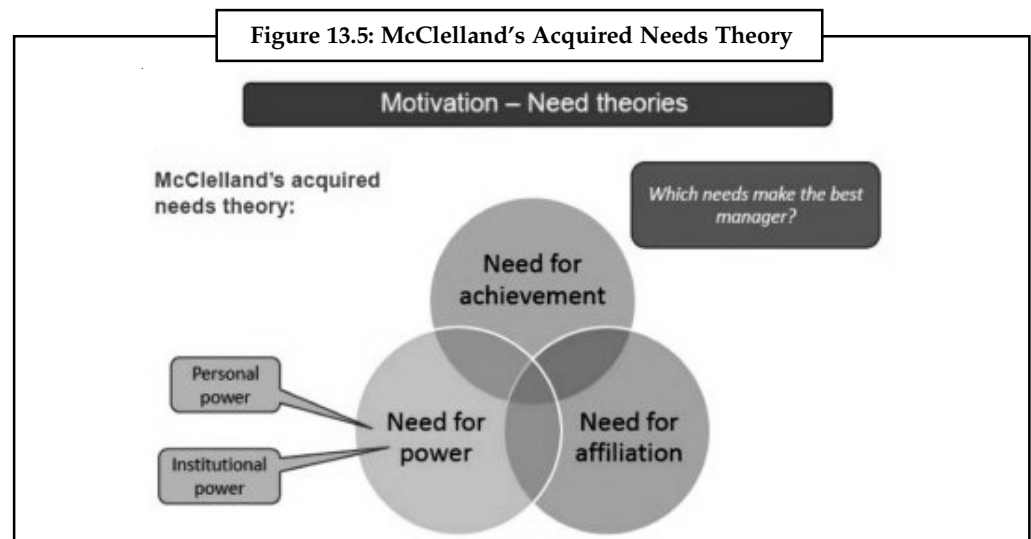 Figure 13.5: McClelland's Acquired Needs Theory
Motivation – Need theories
McClelland's acquired
needs theory:
Which needs make the best
manager?
Need for
achievement
Personal
power
Need for
power
Need for
affiliation
Institutional
power